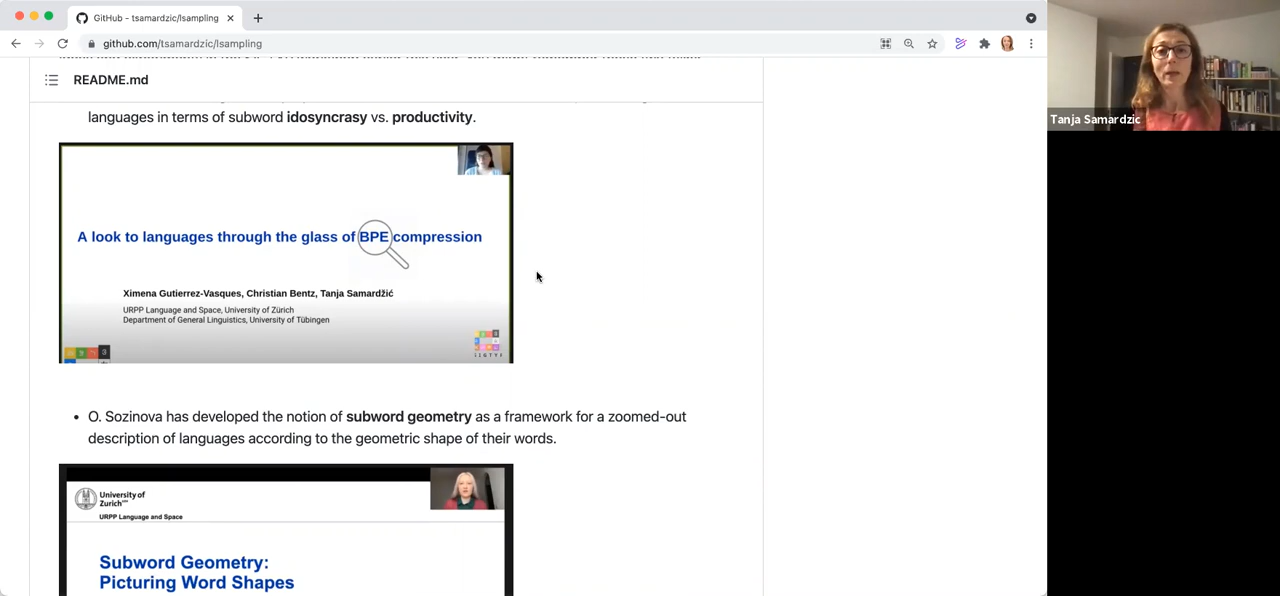 GitHub - tsamardzic/lsampling
github.com/tsamardzic/lsampling
README.md
languages in terms of subword idosyncrasy vs. productivity.
A look to languages through the glass of BPE compression
Ximena Gutierrez-Vasques, Christian Bentz, Tanja Samardžić
URPP Language and Space, University of Zürich
Department of General Linguistics, University of Tübingen
• O. Sozinova has developed the notion of subword geometry as a framework for a zoomed-out
description of languages according to the geometric shape of their words.
University of
Zurich
URPP Language and Space
Subword Geometry:
Picturing Word Shapes
Tanja Samardzic